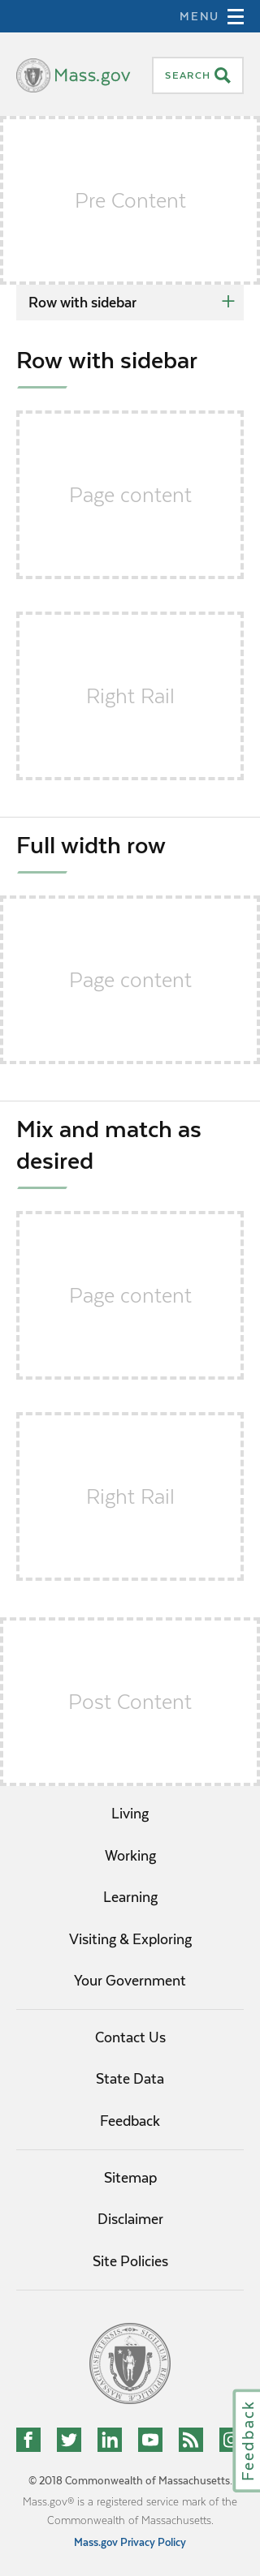 MENU
Mass.gov
SEARCH
Pre Content
Row with sidebar
Row with sidebar
Page content
Right Rail
Full width row
Page content
Mix and match as
desired
Page content
Right Rail
Post Content
Living
Working
Learning
Visiting & Exploring
Your Government
Contact Us
State Data
Feedback
Sitemap
Disclaimer
Site Policies
Feedback
© 2018 Commonwealth of Massachusetts.
Mass.gov® is a registered service mark of the
Commonwealth of Massachusetts.
Mass.gov Privacy Policy